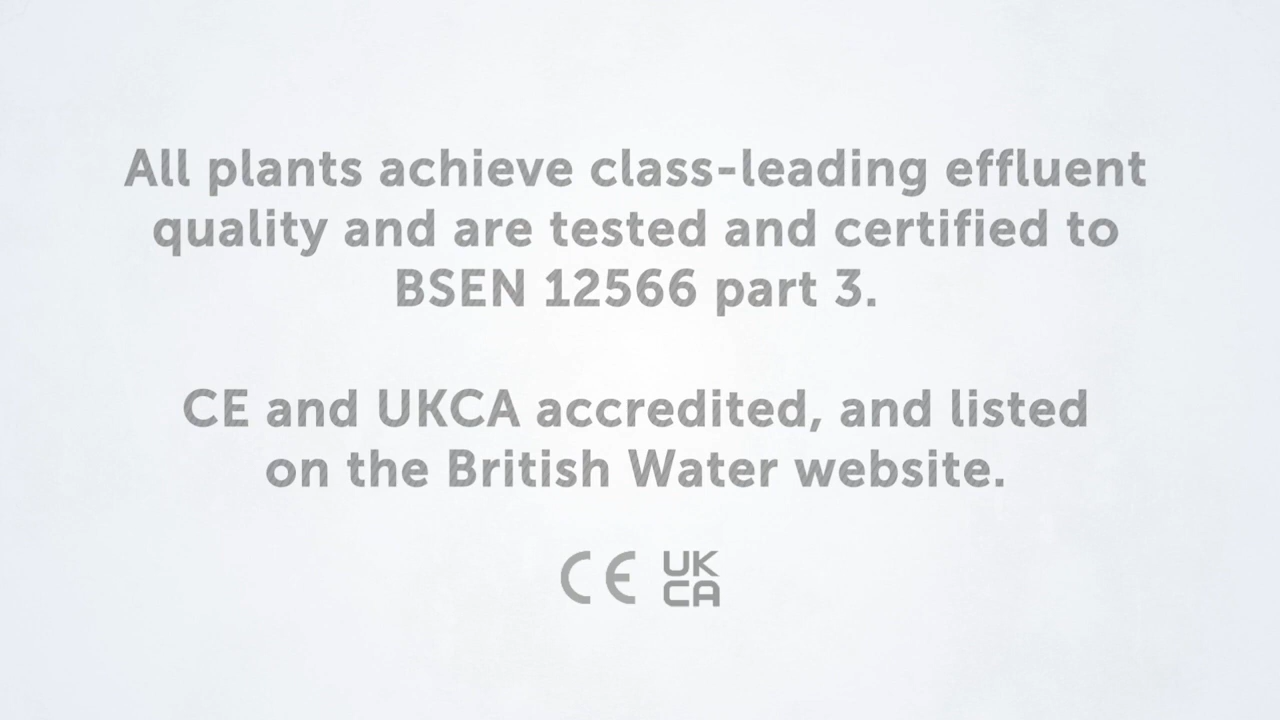 All plants achieve class-leading effluent
quality and are tested and certified to
BSEN 12566 part 3.
CE and UKCA accredited, and listed
on the British Water website.
CE UK
CA